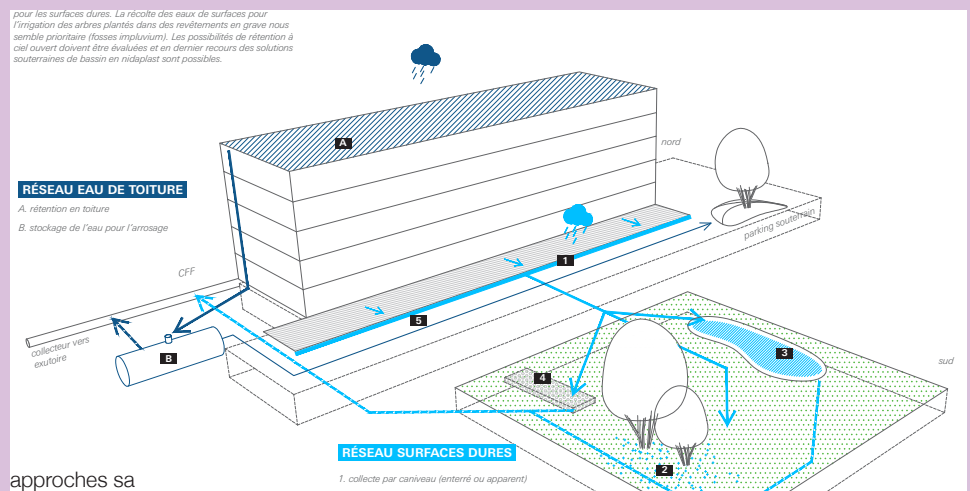 pour les surfaces dures. La récolte des eaux de surfaces pour
l'irrigation des arbres plantés dans des revêtements en grave nous
semble prioritaire (fosses impluvium). Les possibilités de rétention à
ciel ouvert doivent être évaluées et en dernier recours des solutions
souterraines de bassin en nidaplast sont possibles.
A
nord
RÉSEAU EAU DE TOITURE
A. rétention en toiture
B. stockage de l'eau pour l'arrosage
parking souterrain
CFF
1
5
collecteur vers
exutoire
B
3
sud
4
RÉSEAU SURFACES DURES
2
1. collecte par caniveau (enterré ou apparent)
approches sa